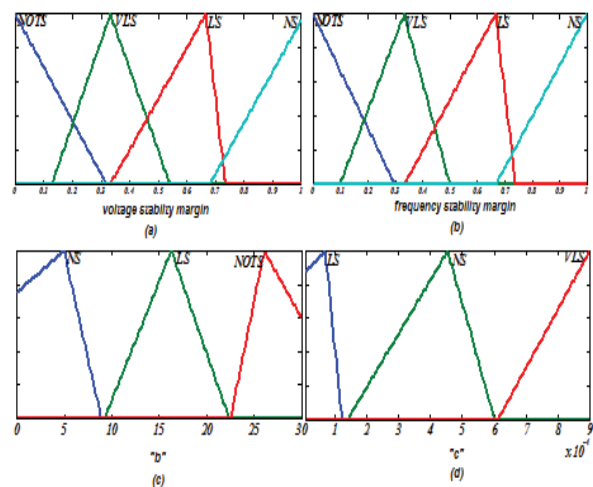 NOTS VLS LS NS
0 0.1 0.2 0.3 0.4 0.5 0.6 0.7 0.8 0.9 1
voltage stability margin
(a)
NOTS VLS LS NS
0 0.1 0.2 0.3 0.4 0.5 0.6 0.7 0.8 0.9 1
frequency stability margin
(b)
NS LS NOTS
0 5 10 15 20 25 30
"b"
(c)
LS NS VLS
1 2 3 4 5 6 7 8 9
x10
"c"
(d)